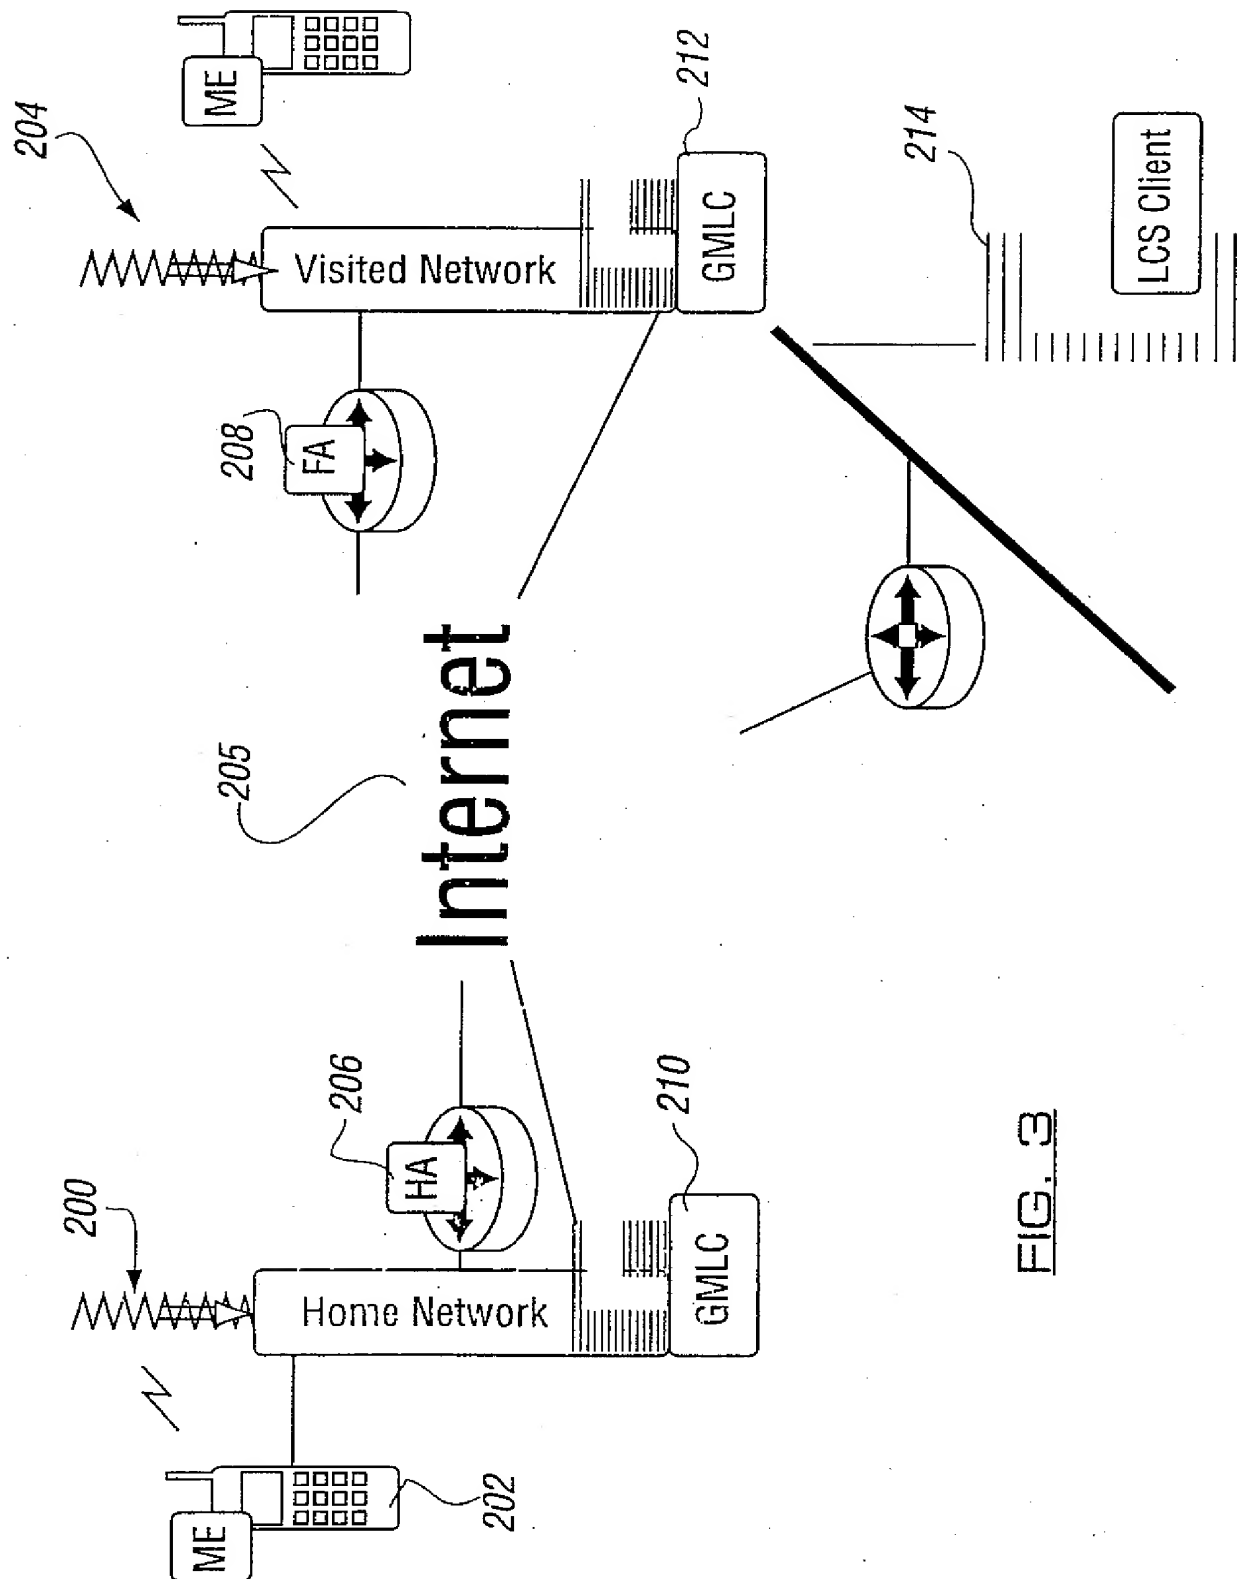 200
204
ME
ME
202
Home Network
HA
206
205
208
FA
Visited Network
Internet
GMLC
210
GMLC
212
214
LCS Client
FIG. 3